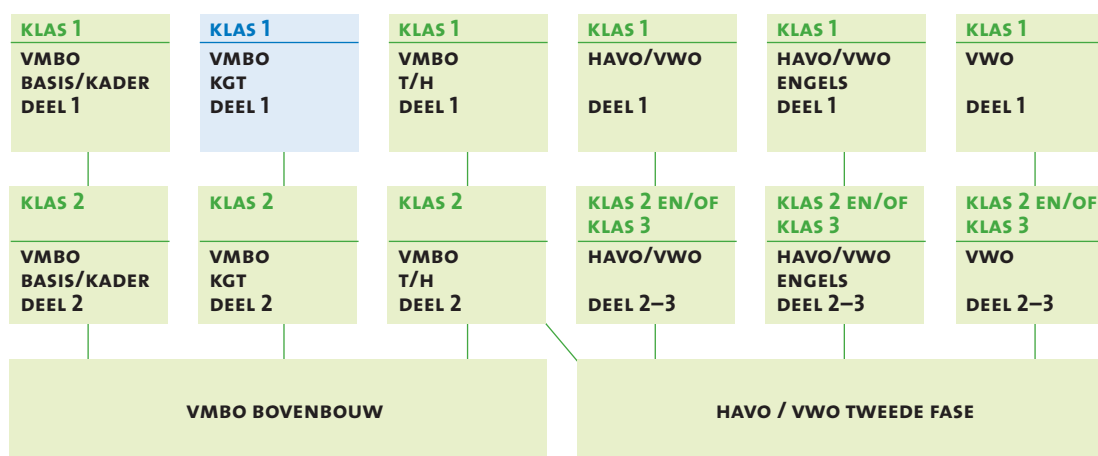 KLAS 1
VMBO
BASIS/KADER
DEEL 1
KLAS 1
VMBO
KGT
DEEL 1
KLAS 1
VMBO
T/H
DEEL 1
KLAS 1
HAVO/VWO
DEEL 1
KLAS 1
HAVO/VWO
ENGELS
DEEL 1
KLAS 1
VWO
DEEL 1
KLAS 2
VMBO
BASIS/KADER
DEEL 2
KLAS 2
VMBO
KGT
DEEL 2
KLAS 2
VMBO
T/H
DEEL 2
KLAS 2 EN/OF
KLAS 3
HAVO/VWO
DEEL 2–3
KLAS 2 EN/OF
KLAS 3
HAVO/VWO
ENGELS
DEEL 2–3
KLAS 2 EN/OF
KLAS 3
VWO
DEEL 2–3
VMBO BOVENBOUW
HAVO / VWO TWEEDE FASE